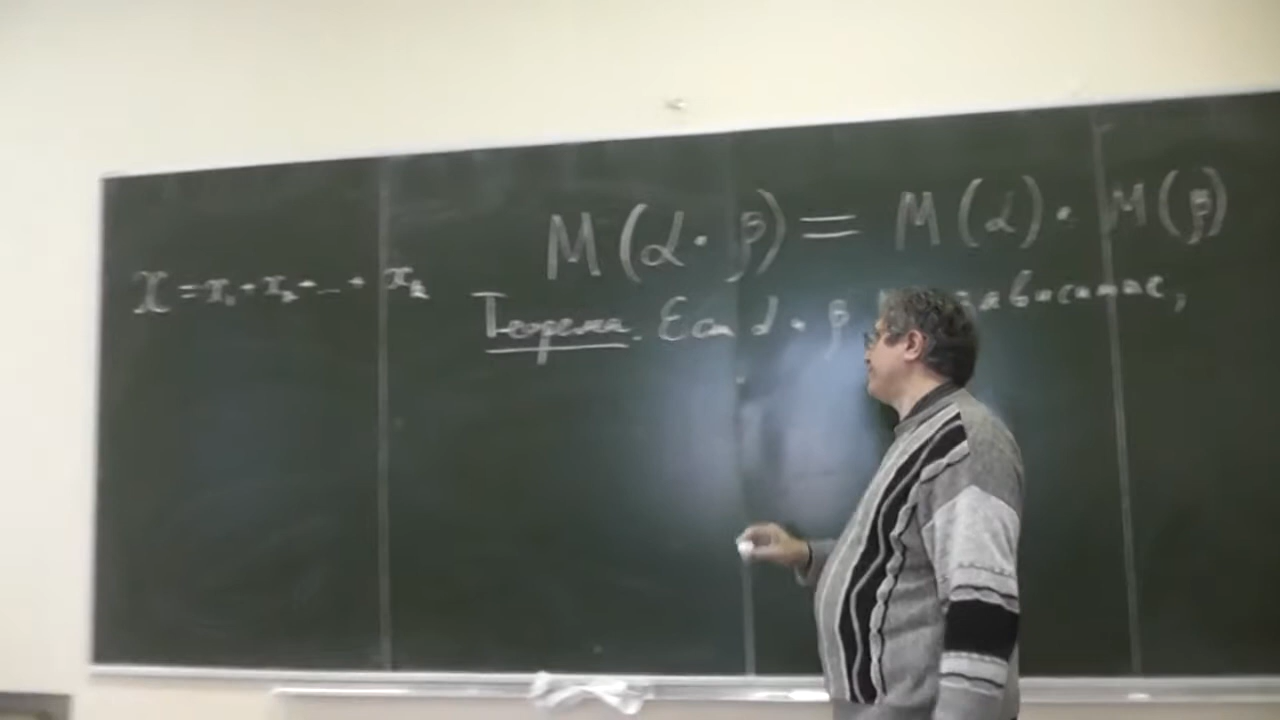 M(α · β) = M(α) · M(β)
x = x₁ + x₂ + ... + xₖ
Теорема. Если α и β независимые,